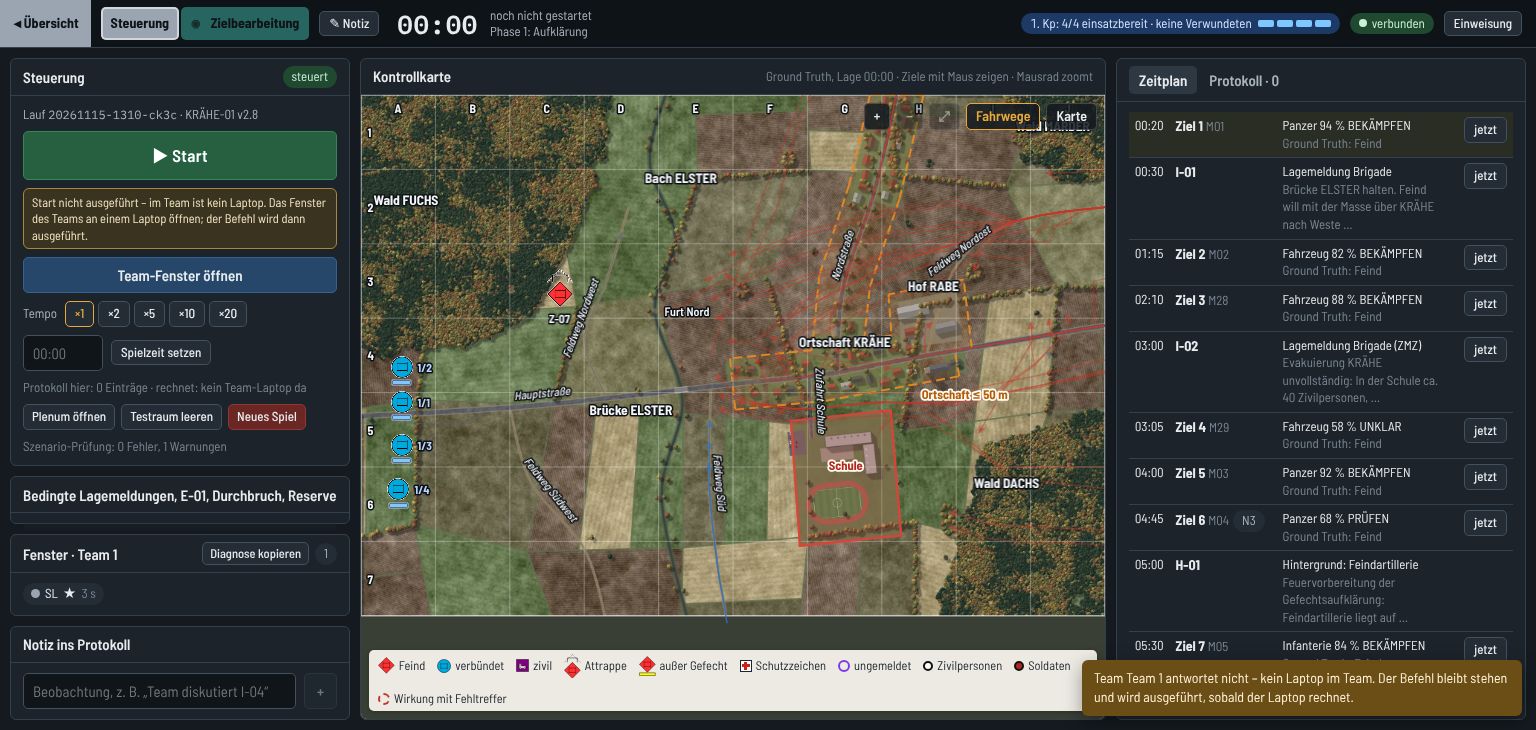 ◂ Übersicht
Steuerung
Zielbearbeitung
✎ Notiz
00:00
noch nicht gestartet
Phase 1: Aufklärung
1. Kp: 4/4 einsatzbereit · keine Verwundeten
verbunden
Einweisung
Steuerung
steuert
Lauf 20261115-1310-ck3c · KRÄHE-01 v2.8
▶ Start
Start nicht ausgeführt – im Team ist kein Laptop. Das Fenster
des Teams an einem Laptop öffnen; der Befehl wird dann
ausgeführt.
Team-Fenster öffnen
Tempo ×1 ×2 ×5 ×10 ×20
00:00
Spielzeit setzen
Protokoll hier: 0 Einträge · rechnet: kein Team-Laptop da
Plenum öffnen
Testraum leeren
Neues Spiel
Szenario-Prüfung: 0 Fehler, 1 Warnungen
Bedingte Lagemeldungen, E-01, Durchbruch, Reserve
Fenster · Team 1
Diagnose kopieren
1
SL ★ 3 s
Notiz ins Protokoll
Beobachtung, z. B. „Team diskutiert I-04“
+
Kontrollkarte
Ground Truth, Lage 00:00 · Ziele mit Maus zeigen · Mausrad zoomt
A B C D E F G H
+
−
⤢
Fahrwege
Karte
1
2
3
4
5
6
7
Bach ELSTER
Wald FUCHS
Nordstraße
Feldweg Nordost
Z-07
Feldweg Nordwest
Furt Nord
Hof RABE
Ortschaft KRÄHE
1/2
1/1
1/3
1/4
Hauptstraße
Brücke ELSTER
Zufahrt Schule
Ortschaft ≤ 50 m
Schule
Feldweg Südwest
Feldweg Süd
Wald DACHS
Feind
verbündet
zivil
Attrappe
außer Gefecht
Schutzzeichen
ungemeldet
Zivilpersonen
Soldaten
Wirkung mit Fehltreffer
Zeitplan
Protokoll · 0
00:20 Ziel 1 M01 Panzer 94 % BEKÄMPFEN jetzt
Ground Truth: Feind
00:30 I-01 Lagemeldung Brigade jetzt
Brücke ELSTER halten. Feind
will mit der Masse über KRÄHE
nach Weste ...
01:15 Ziel 2 M02 Fahrzeug 82 % BEKÄMPFEN jetzt
Ground Truth: Feind
02:10 Ziel 3 M28 Fahrzeug 88 % BEKÄMPFEN jetzt
Ground Truth: Feind
03:00 I-02 Lagemeldung Brigade (ZMZ) jetzt
Evakuierung KRÄHE
unvollständig: In der Schule ca.
40 Zivilpersonen, ...
03:05 Ziel 4 M29 Fahrzeug 58 % UNKLAR jetzt
Ground Truth: Feind
04:00 Ziel 5 M03 Panzer 92 % BEKÄMPFEN jetzt
Ground Truth: Feind
04:45 Ziel 6 M04 N3 Panzer 68 % PRÜFEN jetzt
Ground Truth: Feind
05:00 H-01 Hintergrund: Feindartillerie
Feuervorbereitung der
Gefechtsaufklärung:
Feindartillerie liegt auf ...
05:30 Ziel 7 M05 Infanterie 84 % BEKÄMPFEN jetzt
Team Team 1 antwortet nicht – kein Laptop im Team. Der Befehl bleibt stehen
und wird ausgeführt, sobald der Laptop rechnet.